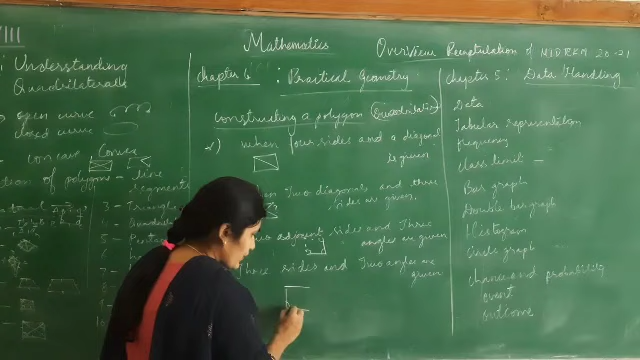 VIII
Mathematics
Overview Recaptulation of MIDTERM 20-21
Understanding
Quadrilaterals
open curve
closed curve
concave Convex
of polygons - line
segments
3 - Triangle
4 -
5 -
6 -
7 -
chapter 6 : Practical Geometry
constructing a polygon (Quadrilateral)
1) when four sides and a diagonal
is given
Two diagonals and three
sides are given.
two adjacent sides and Three
angles are given
Three sides and Two angles are
given
chapter 5: Data Handling
Data
Tabular representation
frequency
class limit -
Bar graph
Double bar graph
Histogram
Circle graph
chance and probability
event
outcome